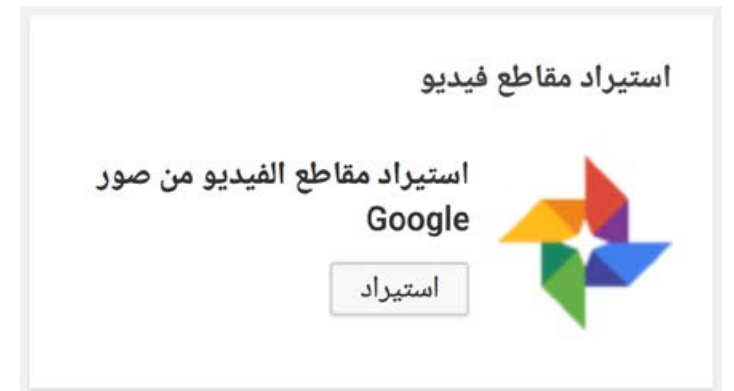 استيراد مقاطع فيديو
استيراد مقاطع الفيديو من صور
Google
استيراد